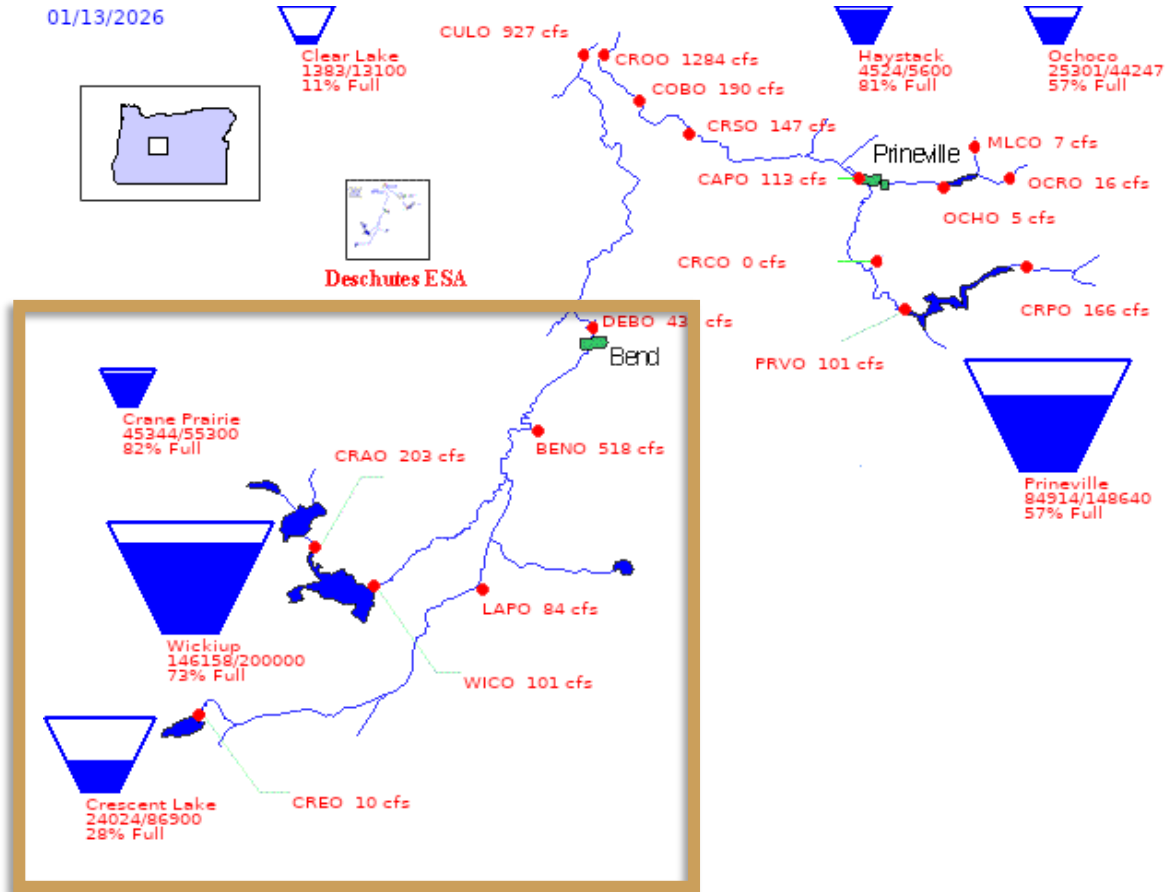 01/13/2026
Clear Lake
1383/13100
11% Full
CULO 927 cfs
CROO 1284 cfs
COBO 190 cfs
CRSO 147 cfs
Haystack
4524/5600
81% Full
Ochoco
25301/44247
57% Full
Prineville
MLCO 7 cfs
CAPO 113 cfs
OCRO 16 cfs
OCHO 5 cfs
CRCO 0 cfs
CRPO 166 cfs
PRVO 101 cfs
Prineville
84914/148640
57% Full
Deschutes ESA
DEBO 43 cfs
Bend
Crane Prairie
45344/55300
82% Full
BENO 518 cfs
CRAO 203 cfs
LAPO 84 cfs
Wickiup
146158/200000
73% Full
WICO 101 cfs
CREO 10 cfs
Crescent Lake
24024/86900
28% Full